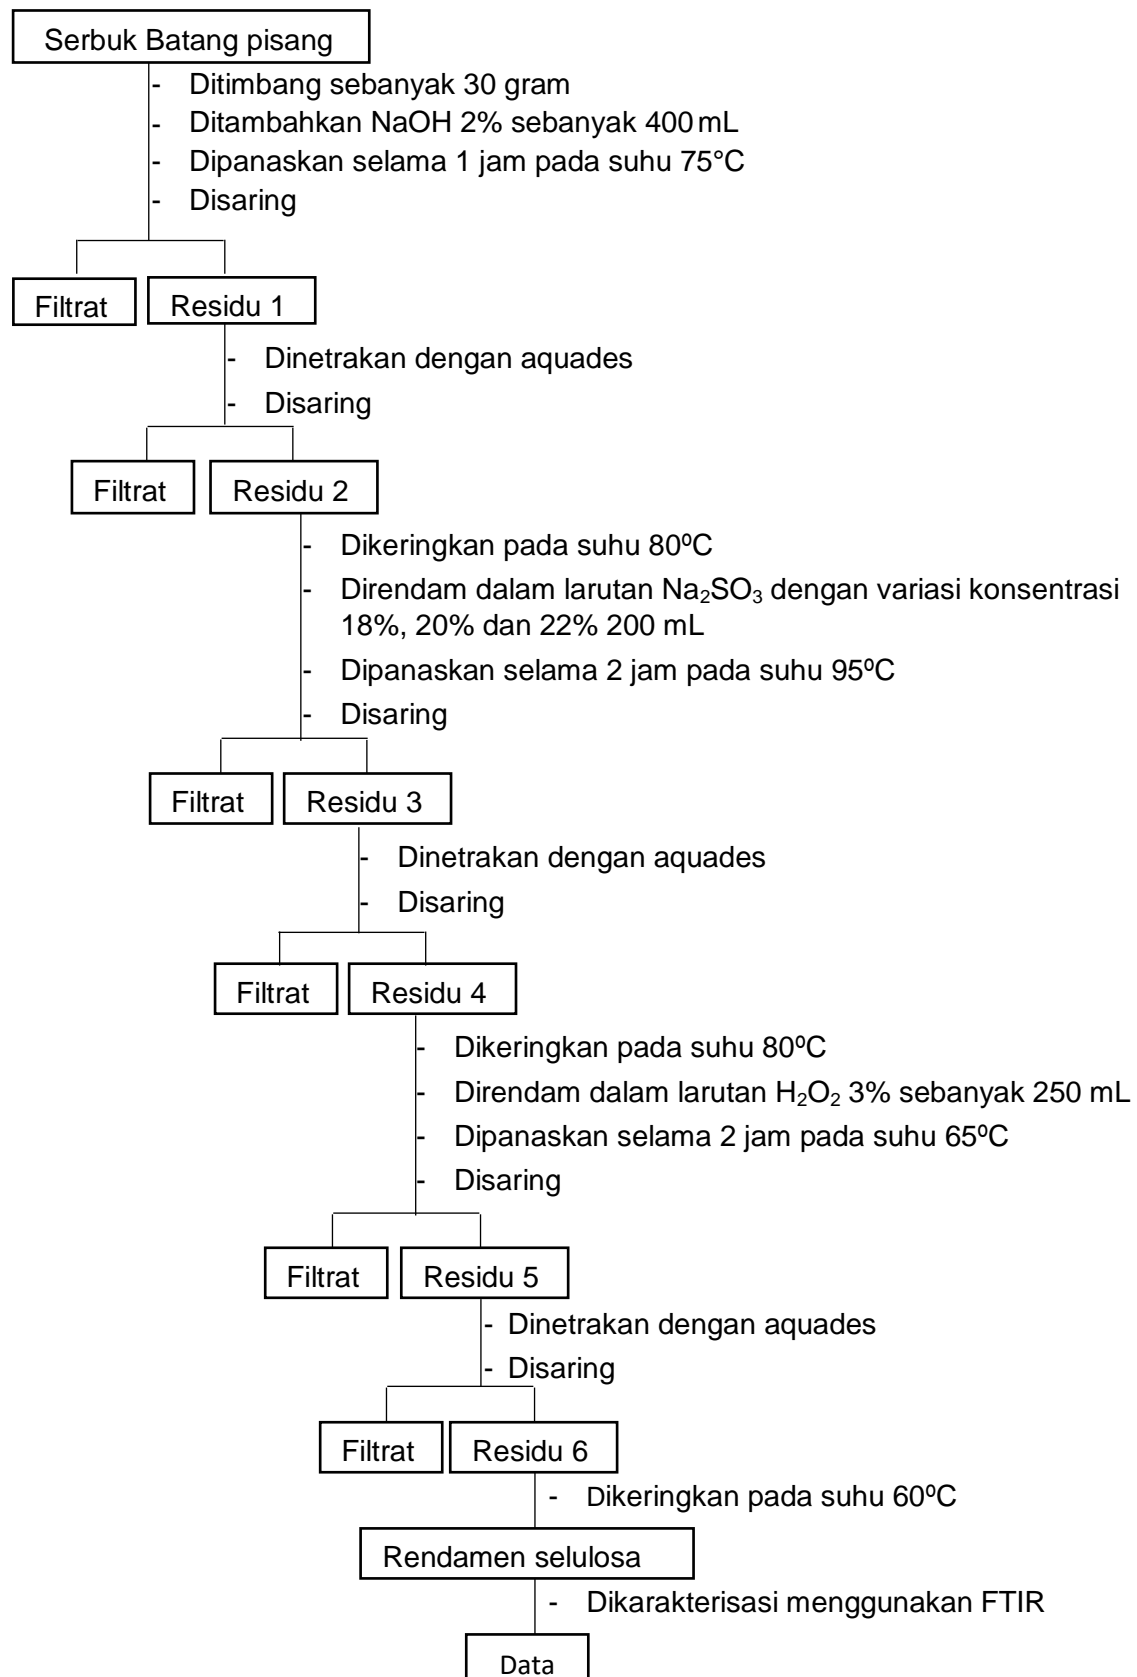 Serbuk Batang pisang
- Ditimbang sebanyak 30 gram
- Ditambahkan NaOH 2% sebanyak 400 mL
- Dipanaskan selama 1 jam pada suhu 75°C
- Disaring
Filtrat Residu 1
- Dinetrakan dengan aquades
- Disaring
Filtrat Residu 2
- Dikeringkan pada suhu 80⁰C
- Direndam dalam larutan Na₂SO₃ dengan variasi konsentrasi
18%, 20% dan 22% 200 mL
- Dipanaskan selama 2 jam pada suhu 95⁰C
- Disaring
Filtrat Residu 3
- Dinetrakan dengan aquades
- Disaring
Filtrat Residu 4
- Dikeringkan pada suhu 80⁰C
- Direndam dalam larutan H₂O₂ 3% sebanyak 250 mL
- Dipanaskan selama 2 jam pada suhu 65⁰C
- Disaring
Filtrat Residu 5
- Dinetrakan dengan aquades
- Disaring
Filtrat Residu 6
- Dikeringkan pada suhu 60⁰C
Rendamen selulosa
- Dikarakterisasi menggunakan FTIR
Data